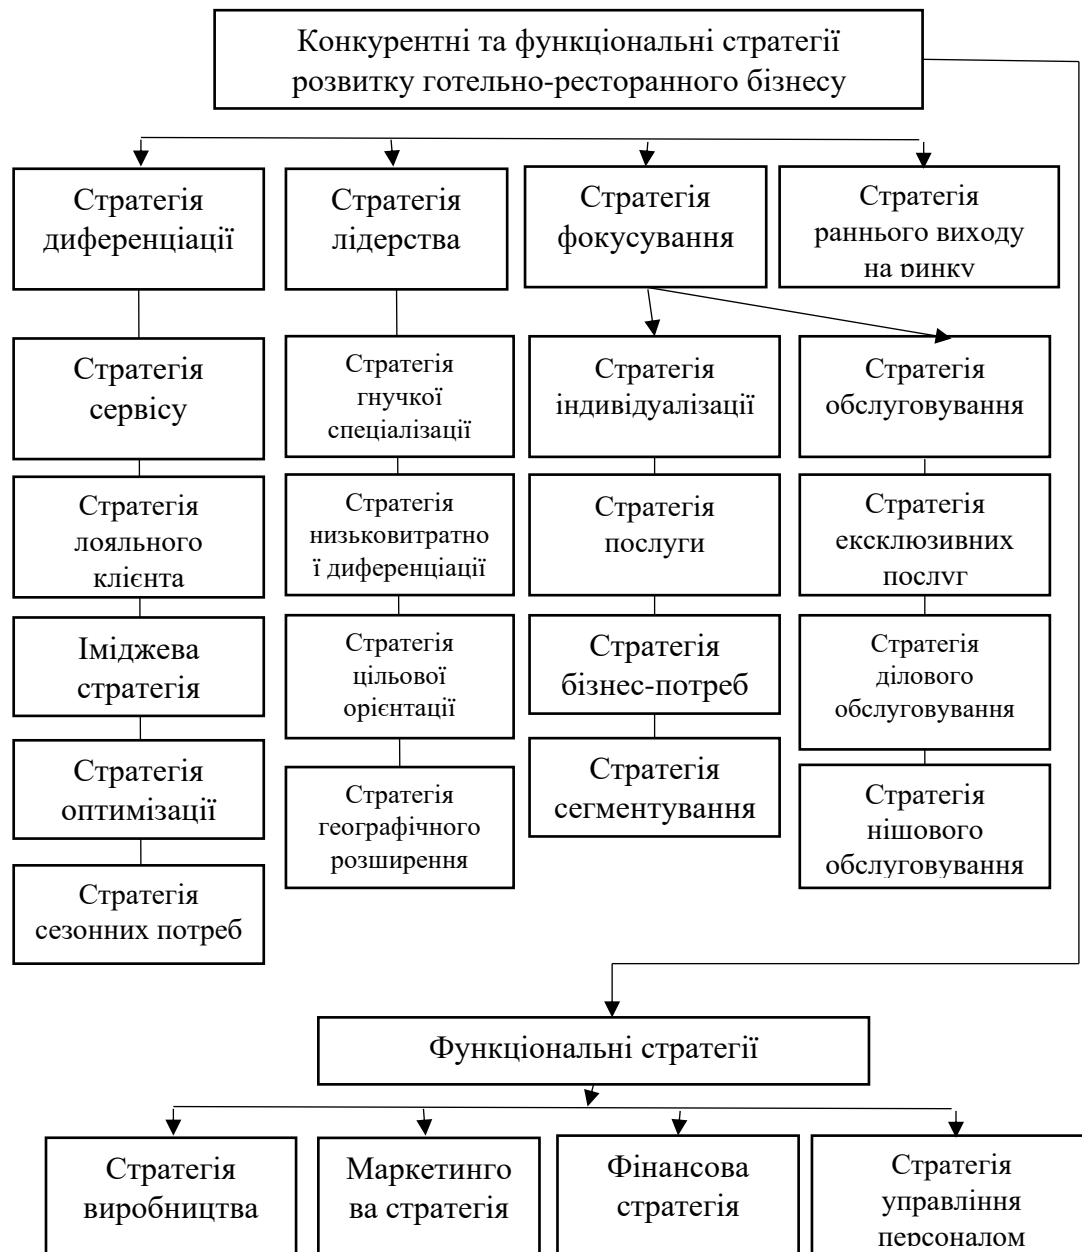 Конкурентні та функціональні стратегії
розвитку готельно-ресторанного бізнесу
Стратегія
диференціації
Стратегія
лідерства
Стратегія
фокусування
Стратегія
раннього виходу
на ринку
Стратегія
сервісу
Стратегія
гнучкої
спеціалізації
Стратегія
індивідуалізації
Стратегія
обслуговування
Стратегія
лояльного
клієнта
Стратегія
низьковитратно
ї диференціації
Стратегія
послуги
Стратегія
ексклюзивних
послуг
Іміджева
стратегія
Стратегія
цільової
орієнтації
Стратегія
бізнес-потреб
Стратегія
ділового
обслуговування
Стратегія
оптимізації
Стратегія
географічного
розширення
Стратегія
сегментування
Стратегія
нішового
обслуговування
Стратегія
сезонних потреб
Функціональні стратегії
Стратегія
виробництва
Маркетинго
ва стратегія
Фінансова
стратегія
Стратегія
управління
персоналом